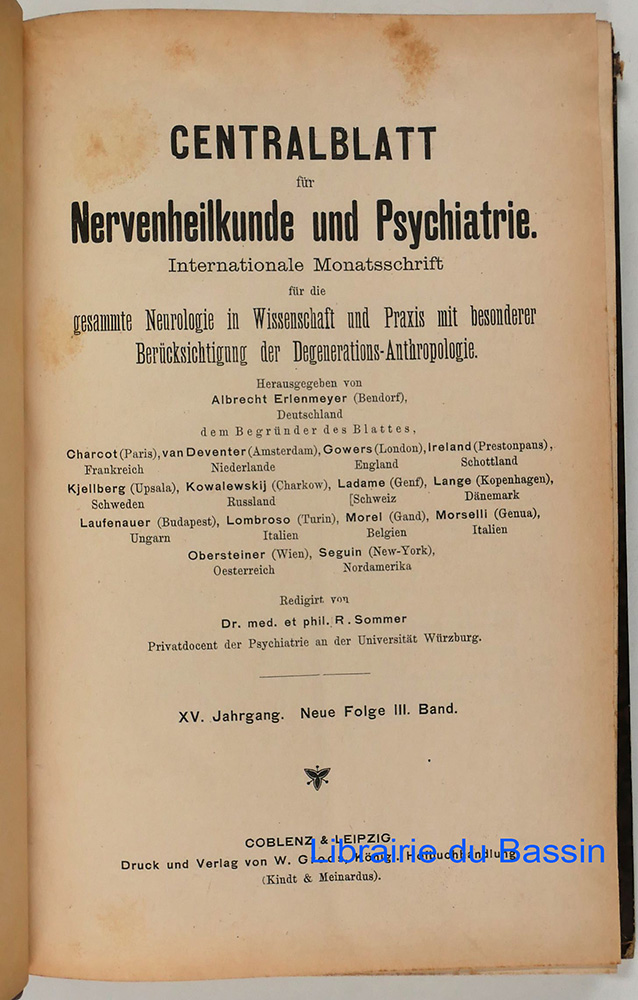 CENTRALBLATT
für
Nervenheilkunde und Psychiatrie.
Internationale Monatsschrift
für die
gesammte Neurologie in Wissenschaft und Praxis mit besonderer
Berücksichtigung der Degenerations-Anthropologie.
Herausgegeben von
Albrecht Erlenmeyer (Bendorf),
Deutschland
dem Begründer des Blattes,
Charcot (Paris), van Deventer (Amsterdam), Gowers (London), Ireland (Prestonpans),
Frankreich Niederlande England Schottland
Kjellberg (Upsala), Kowalewskij (Charkow), Ladame (Genf), Lange (Kopenhagen),
Schweden Russland [Schweiz Dänemark
Laufenauer (Budapest), Lombroso (Turin), Morel (Gand), Morselli (Genua),
Ungarn Italien Belgien Italien
Obersteiner (Wien), Seguin (New-York),
Oesterreich Nordamerika
Redigirt von
Dr. med. et phil. R. Sommer
Privatdocent der Psychiatrie an der Universität Würzburg.
XV. Jahrgang. Neue Folge III. Band.
COBLENZ & LEIPZIG
Druck und Verlag von W.
(Kindt & Meinardus).
Librairie du Bassin